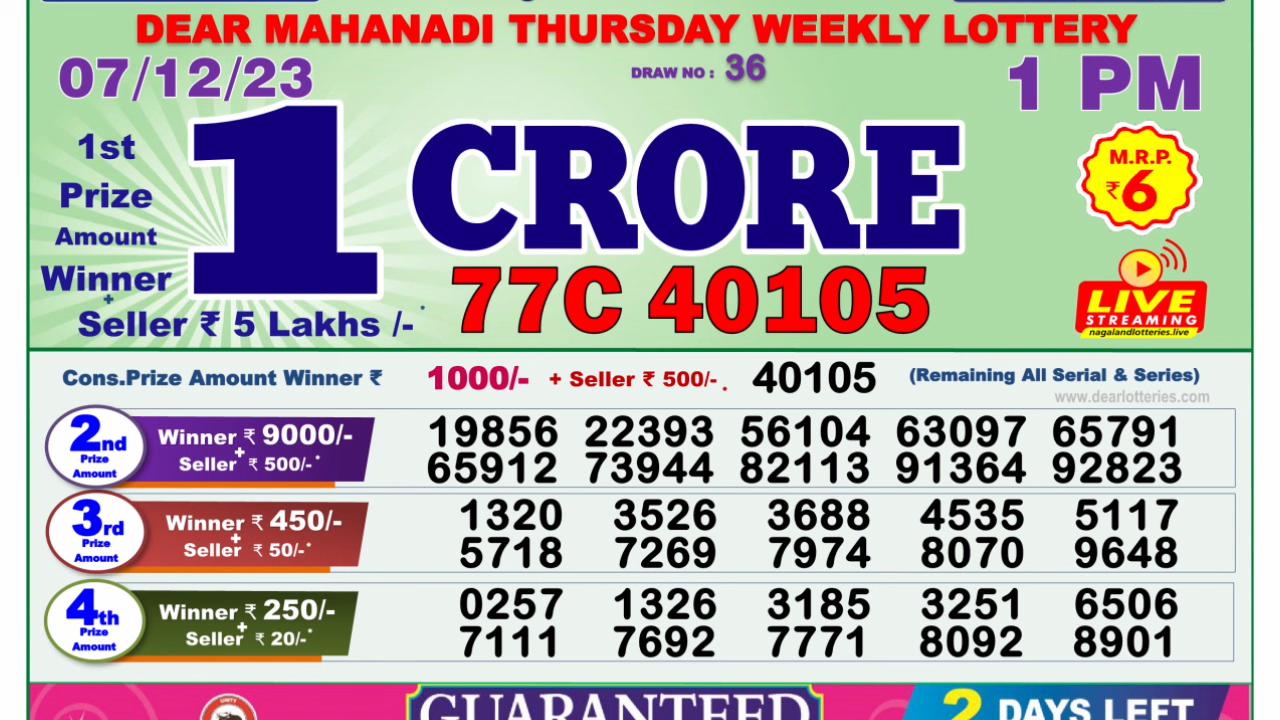 DEAR MAHANADI THURSDAY WEEKLY LOTTERY
07/12/23
DRAW NO : 36
1 PM
1st
Prize
Amount
Winner
+
Seller ₹ 5 Lakhs /- *
1 CRORE
77C 40105
M.R.P.
₹6
LIVE
STREAMING
nagalandlotteries.live
Cons.Prize Amount Winner ₹ 1000/- + Seller ₹ 500/- . 40105 (Remaining All Serial & Series)
www.dearlotteries.com
2nd
Prize
Amount
Winner ₹ 9000/-
+
Seller ₹ 500/- *
19856 22393 56104 63097 65791
65912 73944 82113 91364 92823
3rd
Prize
Amount
Winner ₹ 450/-
+
Seller ₹ 50/- *
1320 3526 3688 4535 5117
5718 7269 7974 8070 9648
4th
Prize
Amount
Winner ₹ 250/-
+
Seller ₹ 20/- *
0257 1326 3185 3251 6506
7111 7692 7771 8092 8901
UNITY
GUARANTEED
2 DAYS LEFT